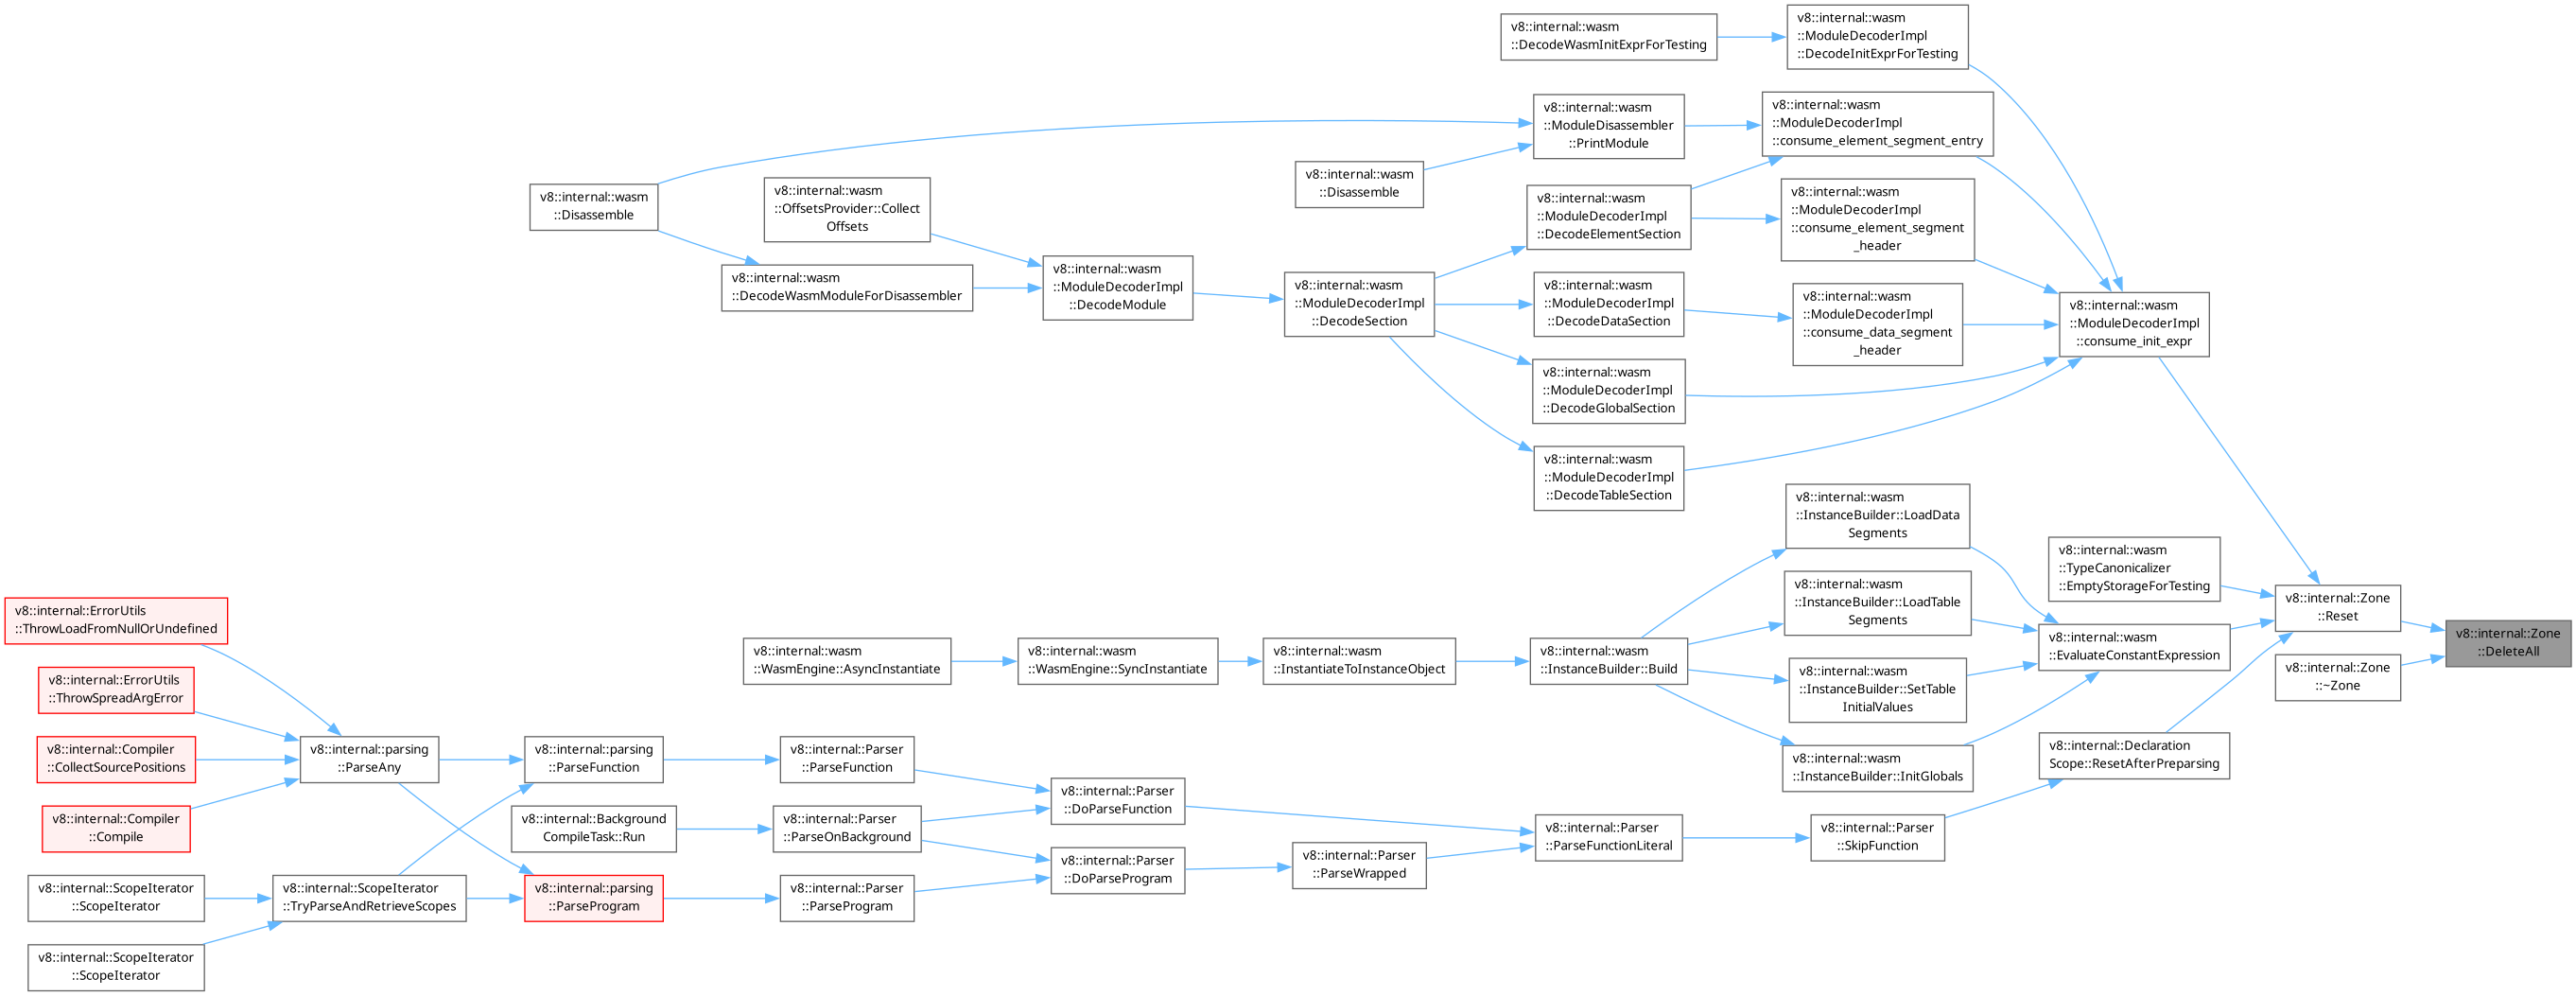 v8::internal::wasm
::DecodeWasmInitExprForTesting
v8::internal::wasm
::ModuleDecoderImpl
::DecodeInitExprForTesting
v8::internal::wasm
::ModuleDisassembler
::PrintModule
v8::internal::wasm
::ModuleDecoderImpl
::consume_element_segment_entry
v8::internal::wasm
::Disassemble
v8::internal::wasm
::Disassemble
v8::internal::wasm
::OffsetsProvider::Collect
Offsets
v8::internal::wasm
::ModuleDecoderImpl
::DecodeElementSection
v8::internal::wasm
::ModuleDecoderImpl
::consume_element_segment
_header
v8::internal::wasm
::DecodeWasmModuleForDisassembler
v8::internal::wasm
::ModuleDecoderImpl
::DecodeModule
v8::internal::wasm
::ModuleDecoderImpl
::DecodeSection
v8::internal::wasm
::ModuleDecoderImpl
::DecodeDataSection
v8::internal::wasm
::ModuleDecoderImpl
::consume_data_segment
_header
v8::internal::wasm
::ModuleDecoderImpl
::consume_init_expr
v8::internal::wasm
::ModuleDecoderImpl
::DecodeGlobalSection
v8::internal::wasm
::ModuleDecoderImpl
::DecodeTableSection
v8::internal::wasm
::InstanceBuilder::LoadData
Segments
v8::internal::wasm
::TypeCanonicalizer
::EmptyStorageForTesting
v8::internal::wasm
::InstanceBuilder::LoadTable
Segments
v8::internal::Zone
::Reset
v8::internal::ErrorUtils
::ThrowLoadFromNullOrUndefined
v8::internal::wasm
::WasmEngine::AsyncInstantiate
v8::internal::wasm
::WasmEngine::SyncInstantiate
v8::internal::wasm
::InstantiateToInstanceObject
v8::internal::wasm
::InstanceBuilder::Build
v8::internal::wasm
::EvaluateConstantExpression
v8::internal::Zone
::DeleteAll
v8::internal::ErrorUtils
::ThrowSpreadArgError
v8::internal::wasm
::InstanceBuilder::SetTable
InitialValues
v8::internal::Zone
::~Zone
v8::internal::Compiler
::CollectSourcePositions
v8::internal::parsing
::ParseAny
v8::internal::parsing
::ParseFunction
v8::internal::Parser
::ParseFunction
v8::internal::wasm
::InstanceBuilder::InitGlobals
v8::internal::Declaration
Scope::ResetAfterPreparsing
v8::internal::Compiler
::Compile
v8::internal::Background
CompileTask::Run
v8::internal::Parser
::ParseOnBackground
v8::internal::Parser
::DoParseFunction
v8::internal::Parser
::ParseFunctionLiteral
v8::internal::Parser
::SkipFunction
v8::internal::ScopeIterator
::ScopeIterator
v8::internal::ScopeIterator
::TryParseAndRetrieveScopes
v8::internal::parsing
::ParseProgram
v8::internal::Parser
::ParseProgram
v8::internal::Parser
::DoParseProgram
v8::internal::Parser
::ParseWrapped
v8::internal::ScopeIterator
::ScopeIterator